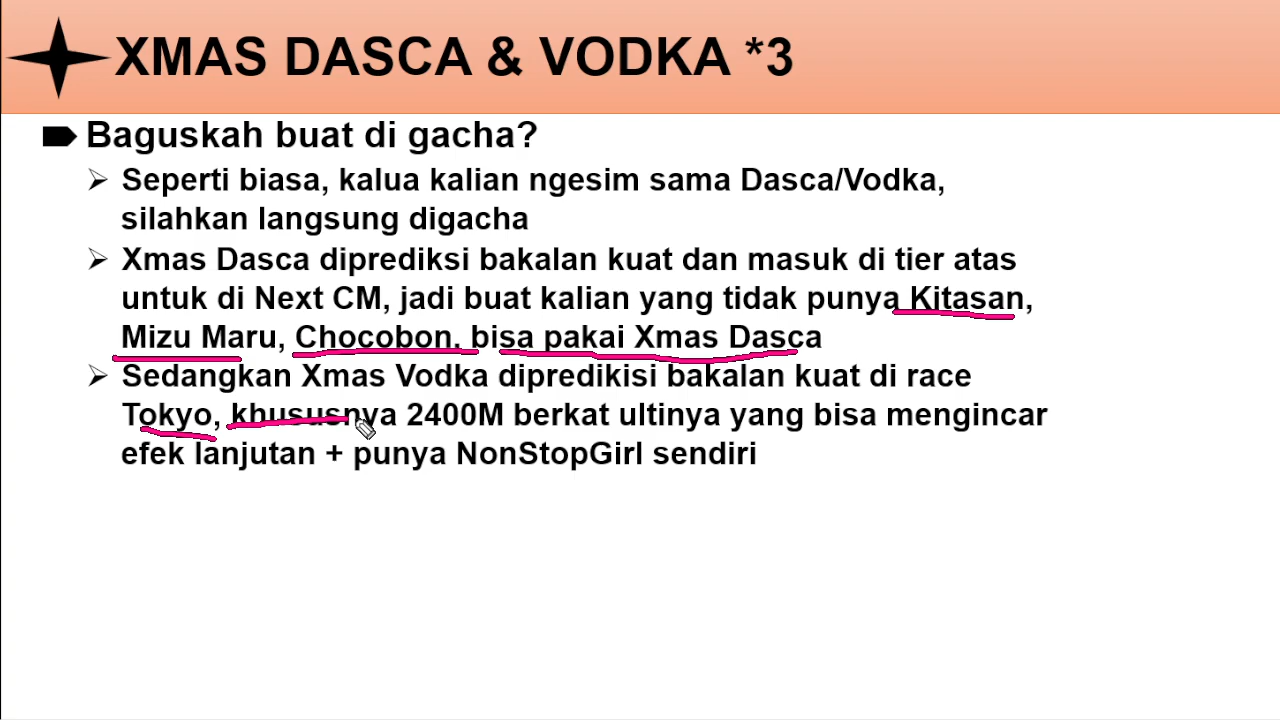 XMAS DASCA & VODKA *3
Baguskah buat di gacha?
Seperti biasa, kalua kalian ngesim sama Dasca/Vodka,
silahkan langsung digacha
Xmas Dasca diprediksi bakalan kuat dan masuk di tier atas
untuk di Next CM, jadi buat kalian yang tidak punya Kitasan,
Mizu Maru, Chocobon, bisa pakai Xmas Dasca
Sedangkan Xmas Vodka dipredikisi bakalan kuat di race
Tokyo, khususnya 2400M berkat ultinya yang bisa mengincar
efek lanjutan + punya NonStopGirl sendiri